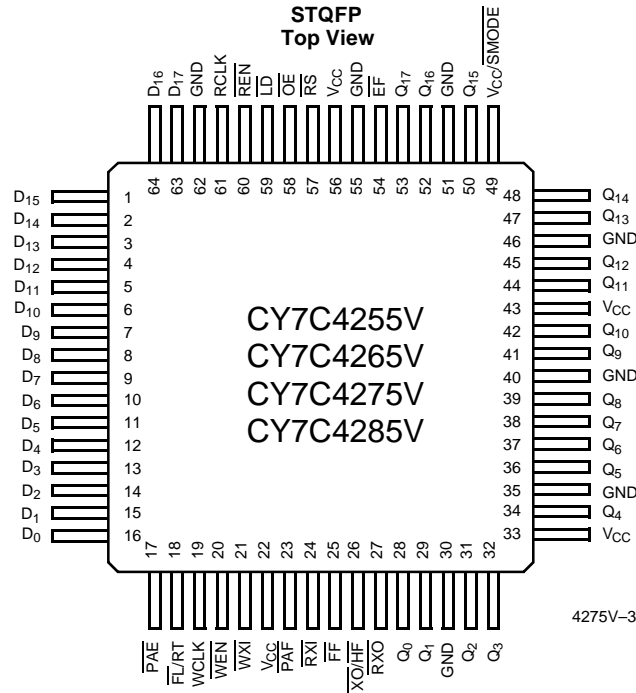 STQFP
Top View
D16
D17
GND
RCLK
REN
LD
OE
RS
VCC
GND
EF
Q17
Q16
GND
Q15
VCC/SMODE
64
63
62
61
60
59
58
57
56
55
54
53
52
51
50
49
D15 1
D14 2
D13 3
D12 4
D11 5
D10 6
D9 7
D8 8
D7 9
D6 10
D5 11
D4 12
D3 13
D2 14
D1 15
D0 16
CY7C4255V
CY7C4265V
CY7C4275V
CY7C4285V
48 Q14
47 Q13
46 GND
45 Q12
44 Q11
43 VCC
42 Q10
41 Q9
40 GND
39 Q8
38 Q7
37 Q6
36 Q5
35 GND
34 Q4
33 VCC
17
18
19
20
21
22
23
24
25
26
27
28
29
30
31
32
PAE
FL/RT
WCLK
WEN
WXI
VCC
PAF
RXI
FF
XO/HF
RXO
Q0
Q1
GND
Q2
Q3
4275V–3